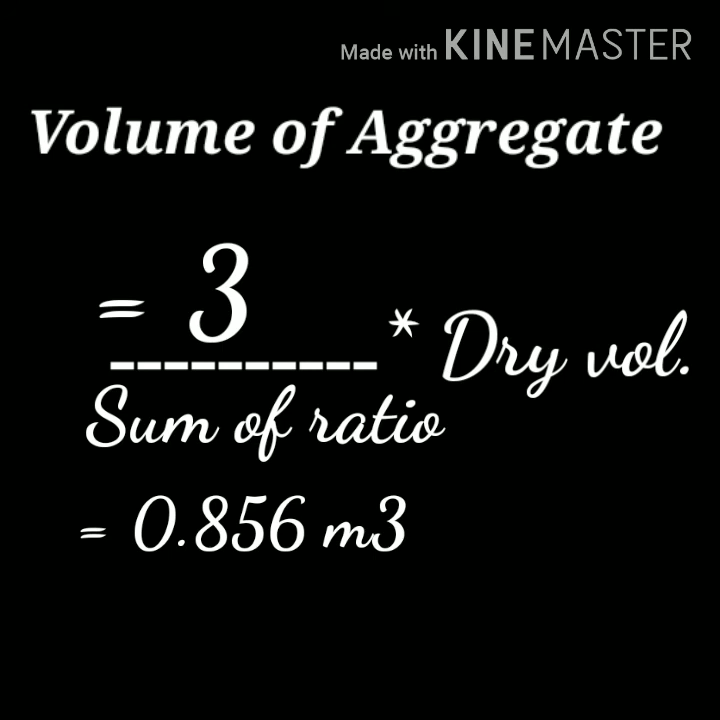 Made with KINEMASTER
Volume of Aggregate
= 3
---------- * Dry vol.
Sum of ratio
= 0.856 m3